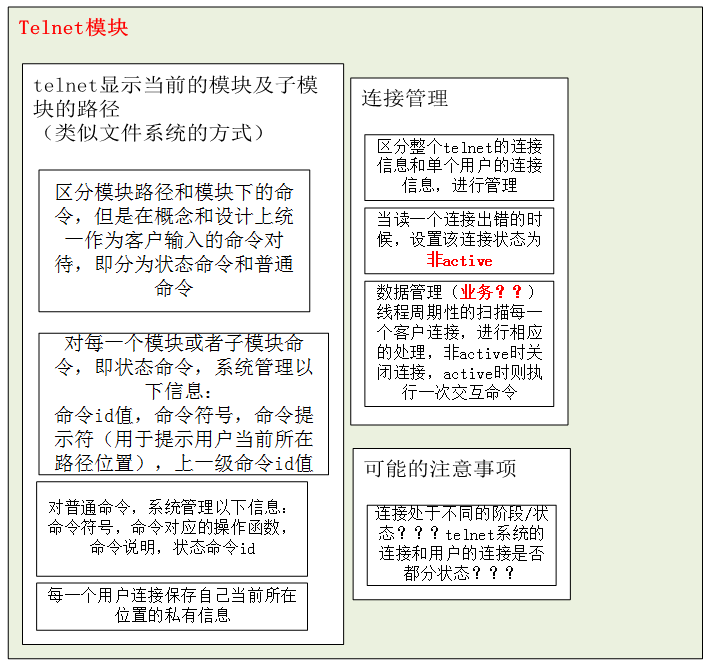 Telnet模块
telnet显示当前的模块及子模
块的路径
（类似文件系统的方式）
区分模块路径和模块下的命
令，但是在概念和设计上统
一作为客户输入的命令对
待，即分为状态命令和普通
命令
对每一个模块或者子模块命
令，即状态命令，系统管理以
下信息：
命令id值，命令符号，命令提
示符（用于提示用户当前所在
路径位置），上一级命令id值
对普通命令，系统管理以下信息：
命令符号，命令对应的操作函数，
命令说明，状态命令id
每一个用户连接保存自己当前所在
位置的私有信息
连接管理
区分整个telnet的连接
信息和单个用户的连接
信息，进行管理
当读一个连接出错的时
候，设置该连接状态为
非active
数据管理（业务？？）
线程周期性的扫描每一
个客户连接，进行相应
的处理，非active时关
闭连接，active时则执
行一次交互命令
可能的注意事项
连接处于不同的阶段/状
态？？？telnet系统的
连接和用户的连接是否
都分状态？？？